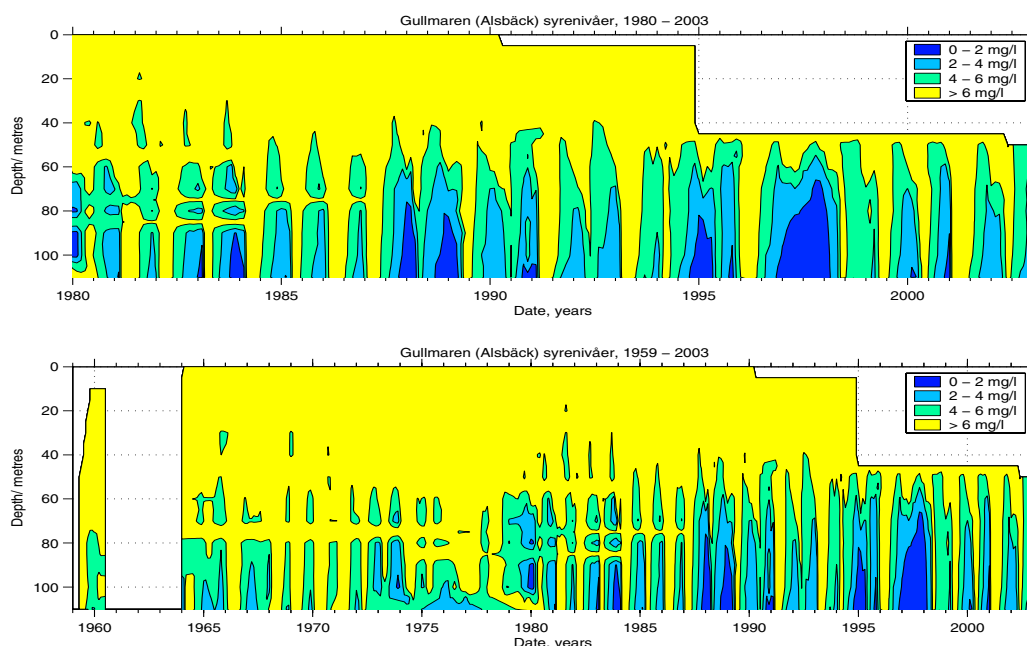 Gullmaren (Alsbäck) syrenivåer, 1980 – 2003
0
20
40
60
80
100
Depth/ metres
0 – 2 mg/l
2 – 4 mg/l
4 – 6 mg/l
> 6 mg/l
1980 1985 1990 1995 2000
Date, years
Gullmaren (Alsbäck) syrenivåer, 1959 – 2003
0
20
40
60
80
100
Depth/ metres
0 – 2 mg/l
2 – 4 mg/l
4 – 6 mg/l
> 6 mg/l
1960 1965 1970 1975 1980 1985 1990 1995 2000
Date, years